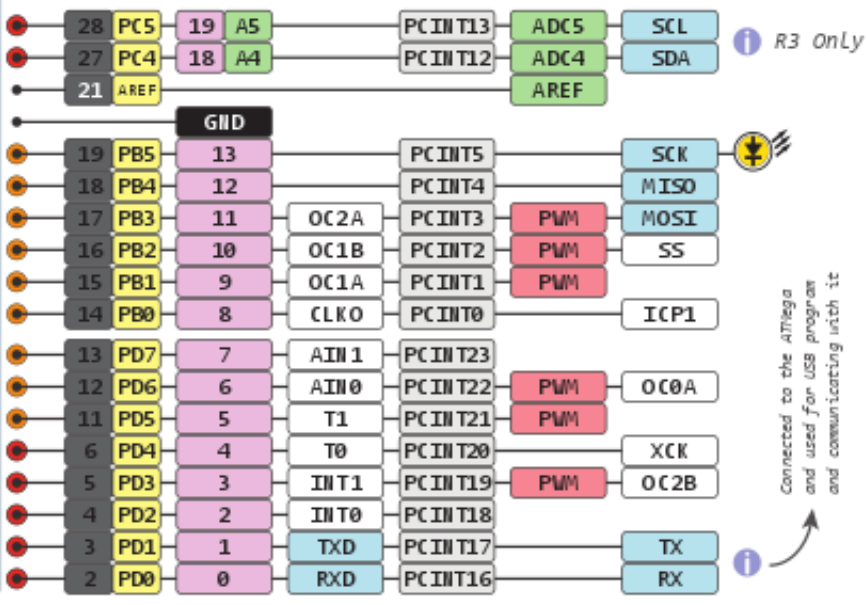 28 PC5 19 A5 PCINT13 ADC5 SCL
27 PC4 18 A4 PCINT12 ADC4 SDA
i R3 Only
21 AREF AREF
GND
19 PB5 13 PCINT5 SCK
18 PB4 12 PCINT4 MISO
17 PB3 11 OC2A PCINT3 PWM MOSI
16 PB2 10 OC1B PCINT2 PWM SS
15 PB1 9 OC1A PCINT1 PWM
14 PB0 8 CLKO PCINT0 ICP1
13 PD7 7 AIN1 PCINT23
12 PD6 6 AIN0 PCINT22 PWM OC0A
11 PD5 5 T1 PCINT21 PWM
6 PD4 4 T0 PCINT20 XCK
5 PD3 3 INT1 PCINT19 PWM OC2B
4 PD2 2 INT0 PCINT18
3 PD1 1 TXD PCINT17 TX
2 PD0 0 RXD PCINT16 RX
i
Connected to the ATMega
and used for USB program
and communicating with it